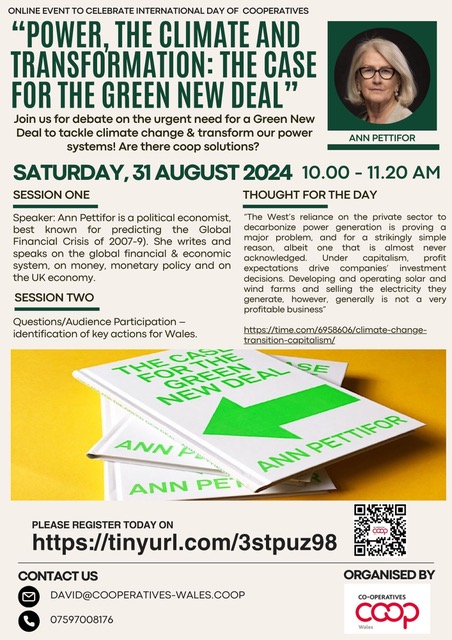 ONLINE EVENT TO CELEBRATE INTERNATIONAL DAY OF COOPERATIVES
“POWER, THE CLIMATE AND
TRANSFORMATION: THE CASE
FOR THE GREEN NEW DEAL”
Join us for debate on the urgent need for a Green New
Deal to tackle climate change & transform our power
systems! Are there coop solutions?
ANN PETTIFOR
SATURDAY, 31 AUGUST 2024 10.00 - 11.20 AM
SESSION ONE
Speaker: Ann Pettifor is a political economist,
best known for predicting the Global
Financial Crisis of 2007-9). She writes and
speaks on the global financial & economic
system, on money, monetary policy and on
the UK economy.
SESSION TWO
Questions/Audience Participation –
identification of key actions for Wales.
THOUGHT FOR THE DAY
“The West’s reliance on the private sector to
decarbonize power generation is proving a
major problem, and for a strikingly simple
reason, albeit one that is almost never
acknowledged. Under capitalism, profit
expectations drive companies’ investment
decisions. Developing and operating solar and
wind farms and selling the electricity they
generate, however, generally is not a very
profitable business”
https://time.com/6958606/climate-change-
transition-capitalism/
THE CASE
FOR THE
GREEN
NEW DEAL
ANN PETTIFOR
ANN PE
ANN PETTIFOR
PLEASE REGISTER TODAY ON
https://tinyurl.com/3stpuz98
CONTACT US
DAVID@COOPERATIVES-WALES.COOP
07597008176
ORGANISED BY
CO-OPERATIVES
coop
Wales